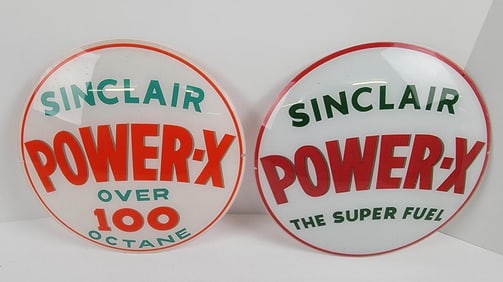 SINCLAIR
POWER-X
OVER
100
OCTANE
SINCLAIR
POWER-X
THE SUPER FUEL